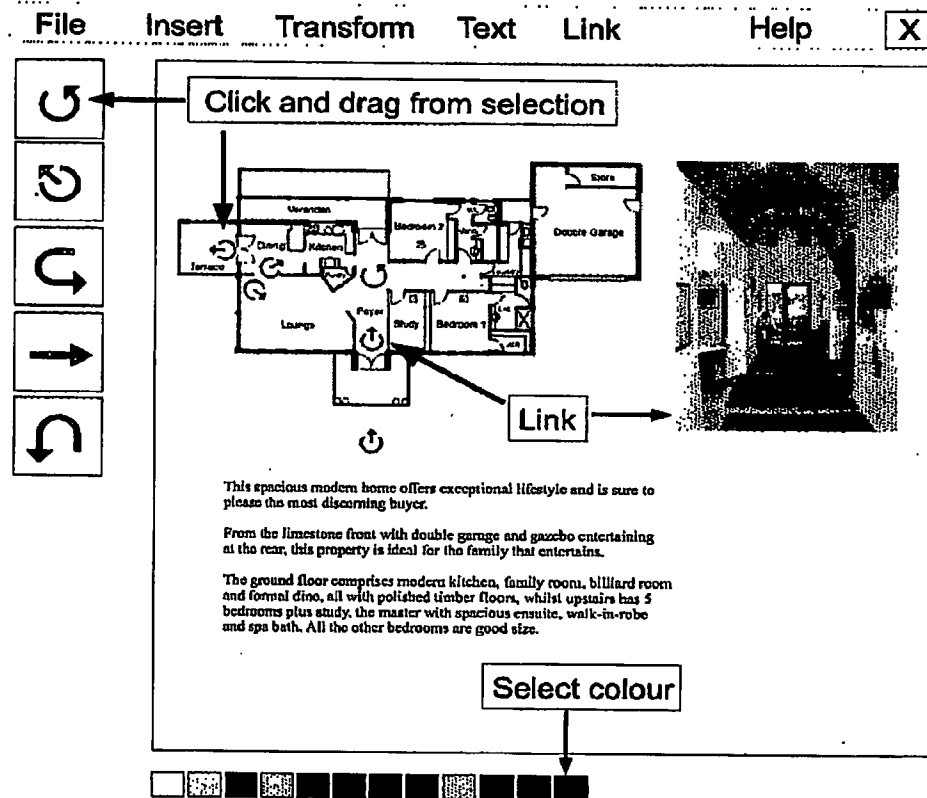 File Insert Transform Text Link Help X
Click and drag from selection
Store
Verandah
Bedroom 2
Double Garage
Dining Kitchen
Terrace
Lounge
Foyer
Study
Bedroom 1
Link
This spacious modern home offers exceptional lifestyle and is sure to
please the most discerning buyer.
From the limestone front with double garage and gazebo entertaining
at the rear, this property is ideal for the family that entertains.
The ground floor comprises modern kitchen, family room, billiard room
and formal dine, all with polished timber floors, whilst upstairs has 5
bedrooms plus study, the master with spacious ensuite, walk-in-robe
and spa bath. All the other bedrooms are good size.
Select colour